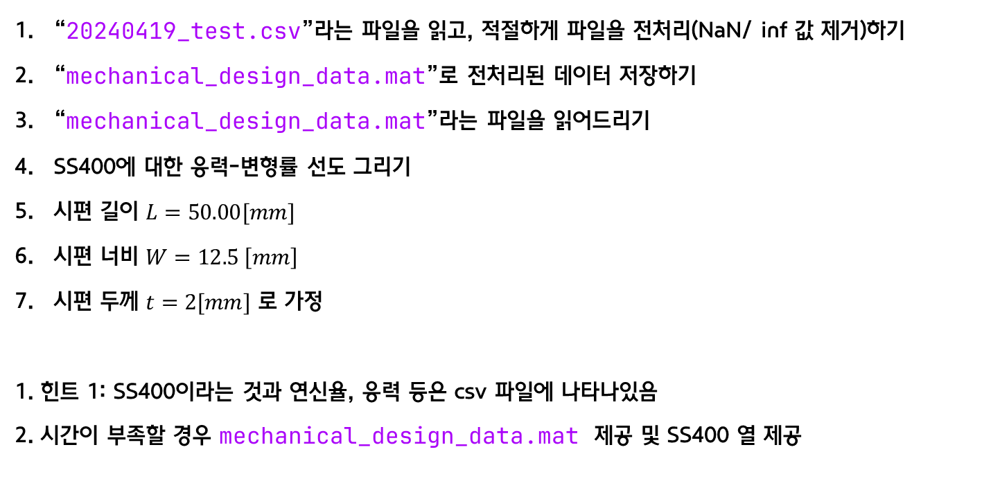 1. “20240419_test.csv”라는 파일을 읽고, 적절하게 파일을 전처리(NaN/ inf 값 제거)하기
2. “mechanical_design_data.mat”로 전처리된 데이터 저장하기
3. “mechanical_design_data.mat”라는 파일을 읽어드리기
4. SS400에 대한 응력-변형률 선도 그리기
5. 시편 길이 L = 50.00[mm]
6. 시편 너비 W = 12.5 [mm]
7. 시편 두께 t = 2[mm] 로 가정
1. 힌트 1: SS400이라는 것과 연신율, 응력 등은 csv 파일에 나타나있음
2. 시간이 부족할 경우 mechanical_design_data.mat 제공 및 SS400 열 제공